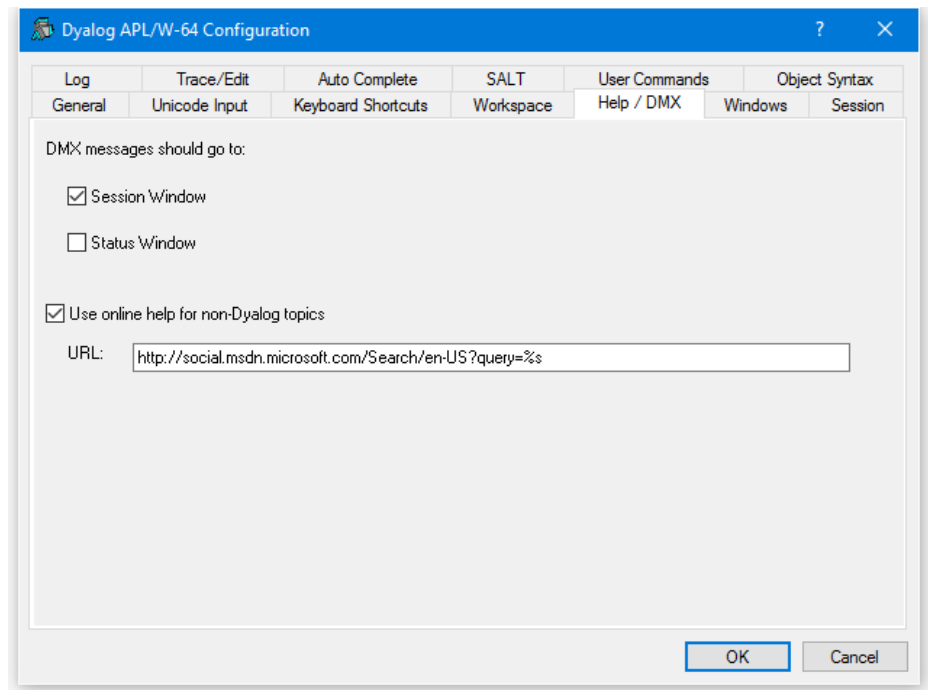 Dyalog APL/W-64 Configuration ? ✕
Log Trace/Edit Auto Complete SALT User Commands Object Syntax
General Unicode Input Keyboard Shortcuts Workspace Help / DMX Windows Session
DMX messages should go to:
Session Window
Status Window
Use online help for non-Dyalog topics
URL: http://social.msdn.microsoft.com/Search/en-US?query=%s
OK Cancel